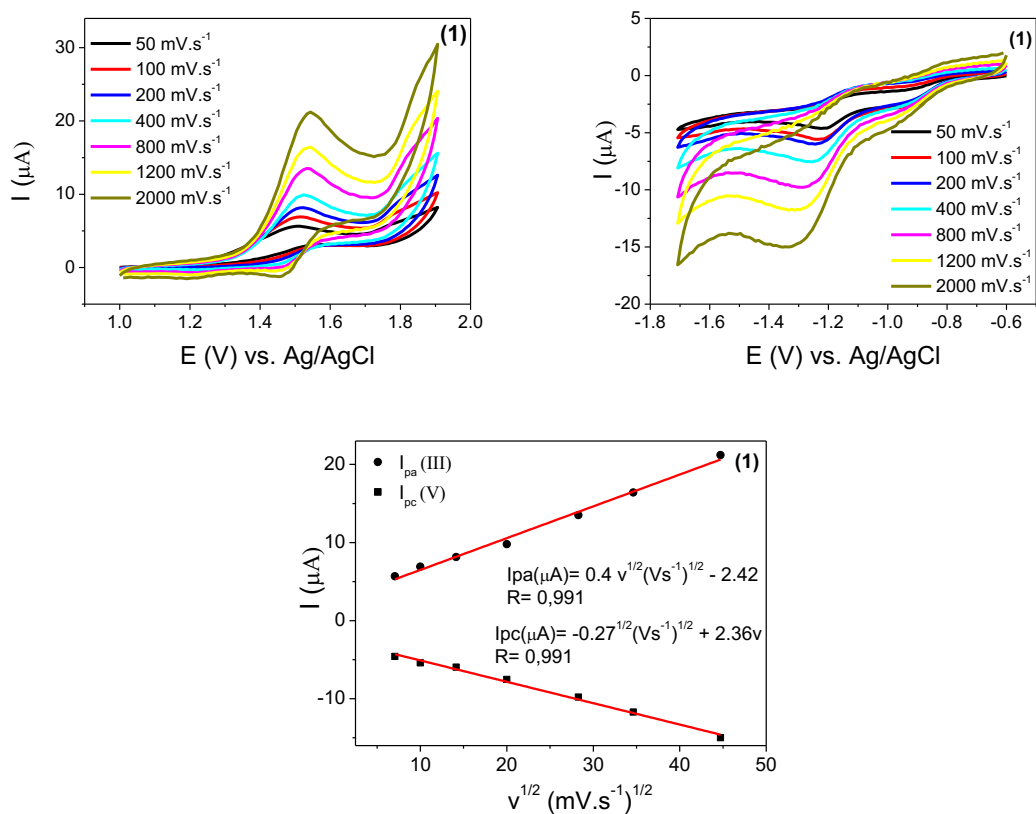 (1)
50 mV.s⁻¹
100 mV.s⁻¹
200 mV.s⁻¹
400 mV.s⁻¹
800 mV.s⁻¹
1200 mV.s⁻¹
2000 mV.s⁻¹
30
20
10
0
I (µA)
1.0 1.2 1.4 1.6 1.8 2.0
E (V) vs. Ag/AgCl
(1)
5
0
-5
-10
-15
-20
I (µA)
50 mV.s⁻¹
100 mV.s⁻¹
200 mV.s⁻¹
400 mV.s⁻¹
800 mV.s⁻¹
1200 mV.s⁻¹
2000 mV.s⁻¹
-1.8 -1.6 -1.4 -1.2 -1.0 -0.8 -0.6
E (V) vs. Ag/AgCl
(1)
I_pa (III)
I_pc (V)
20
10
0
-10
I (µA)
Ipa(µA)= 0.4 v^1/2(Vs⁻¹)^1/2 - 2.42
R= 0,991
Ipc(µA)= -0.27^1/2(Vs⁻¹)^1/2 + 2.36v
R= 0,991
10 20 30 40 50
v^1/2 (mV.s⁻¹)^1/2